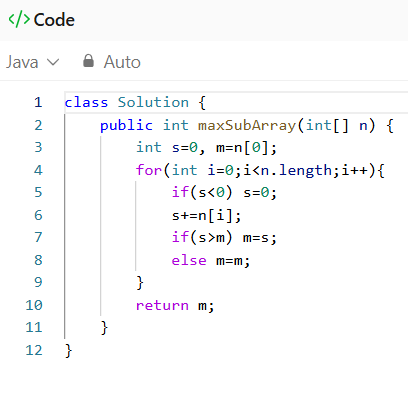 </> Code
Java Auto
1 class Solution {
2 public int maxSubArray(int[] n) {
3 int s=0, m=n[0];
4 for(int i=0;i<n.length;i++){
5 if(s<0) s=0;
6 s+=n[i];
7 if(s>m) m=s;
8 else m=m;
9 }
10 return m;
11 }
12 }